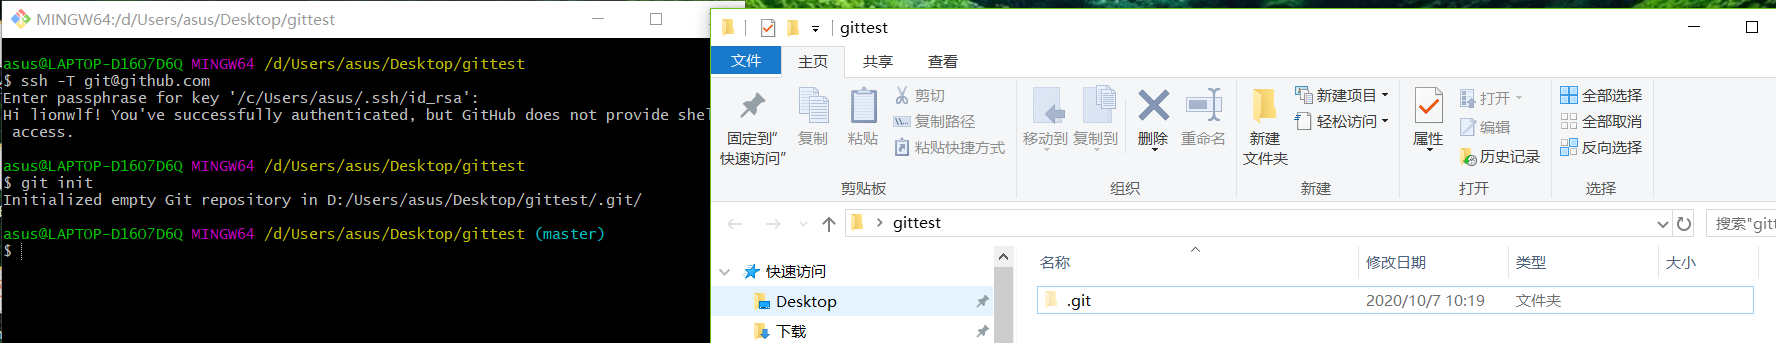 MINGW64:/d/Users/asus/Desktop/gittest
asus@LAPTOP-D16O7D6Q MINGW64 /d/Users/asus/Desktop/gittest
$ ssh -T git@github.com
Enter passphrase for key '/c/Users/asus/.ssh/id_rsa':
Hi lionwlf! You've successfully authenticated, but GitHub does not provide shel
access.
asus@LAPTOP-D16O7D6Q MINGW64 /d/Users/asus/Desktop/gittest
$ git init
Initialized empty Git repository in D:/Users/asus/Desktop/gittest/.git/
asus@LAPTOP-D16O7D6Q MINGW64 /d/Users/asus/Desktop/gittest (master)
$
gittest
文件 主页 共享 查看
固定到"
快速访问"
复制
粘贴
剪切
复制路径
粘贴快捷方式
剪贴板
移动到 复制到 删除 重命名
组织
新建
文件夹
新建项目
轻松访问
新建
属性
打开
编辑
历史记录
打开
全部选择
全部取消
反向选择
选择
gittest
搜索"gitt
快速访问
Desktop
下载
名称 修改日期 类型 大小
.git 2020/10/7 10:19 文件夹